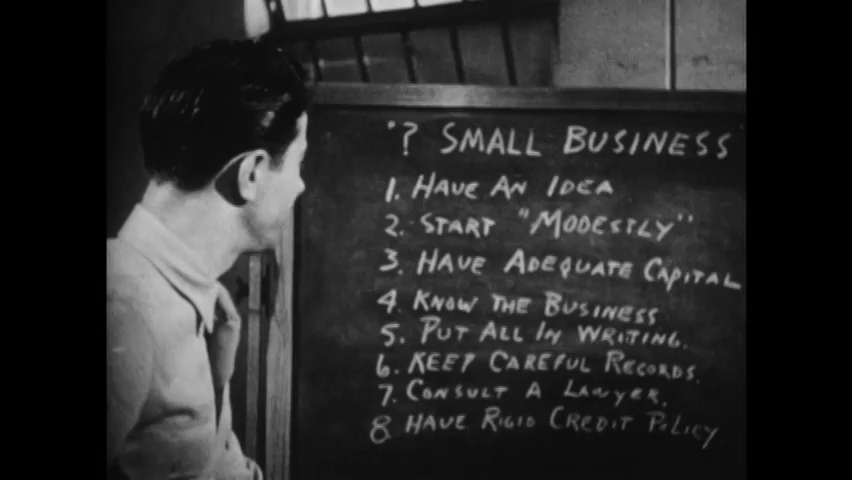 "? SMALL BUSINESS
1. HAVE AN IDEA
2. START "MODESTLY"
3. HAVE ADEQUATE CAPITAL
4. KNOW THE BUSINESS
5. PUT ALL IN WRITING.
6. KEEP CAREFUL RECORDS.
7. CONSULT A LAWYER.
8 HAVE RIGID CREDIT POLICY